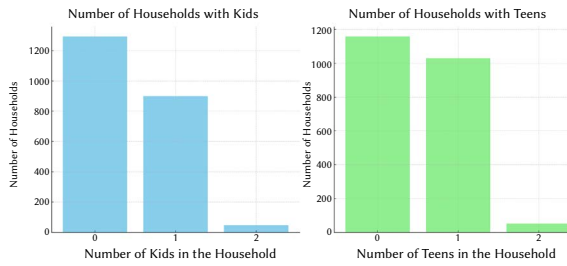 Number of Households with Kids
Number of Households
1200
1000
800
600
400
200
0
0 1 2
Number of Kids in the Household
Number of Households with Teens
Number of Households
1200
1000
800
600
400
200
0
0 1 2
Number of Teens in the Household